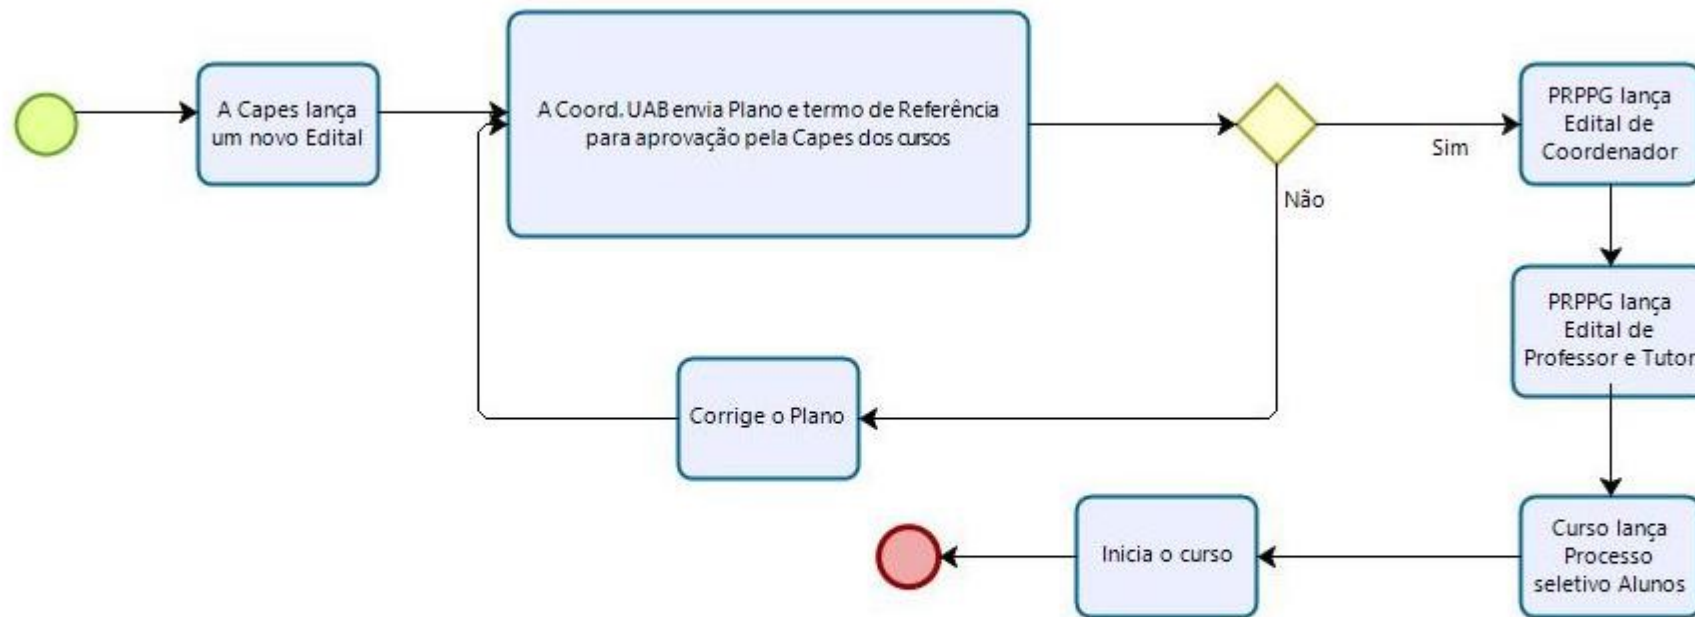 A Capes lança
um novo Edital
A Coord. UAB envia Plano e termo de Referência
para aprovação pela Capes dos cursos
Sim
Não
PRPPG lança
Edital de
Coordenador
PRPPG lança
Edital de
Professor e Tutor
Corrige o Plano
Curso lança
Processo
seletivo Alunos
Inicia o curso